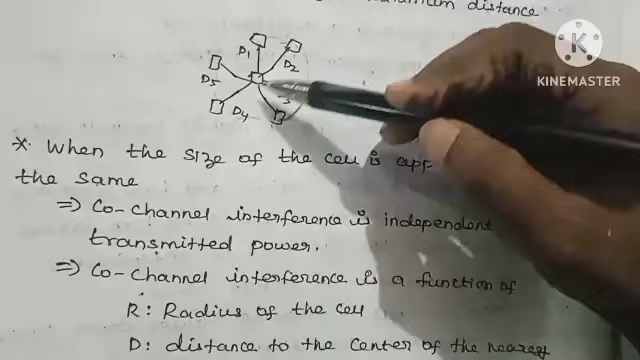 distance
D1
D2
D5
D4
* When the size of the cell is app
the same
⇒ Co-channel interference is independent
transmitted power.
⇒ Co-channel interference is a function of
R: Radius of the cell
D: distance to the center of the nearest
KINEMASTER